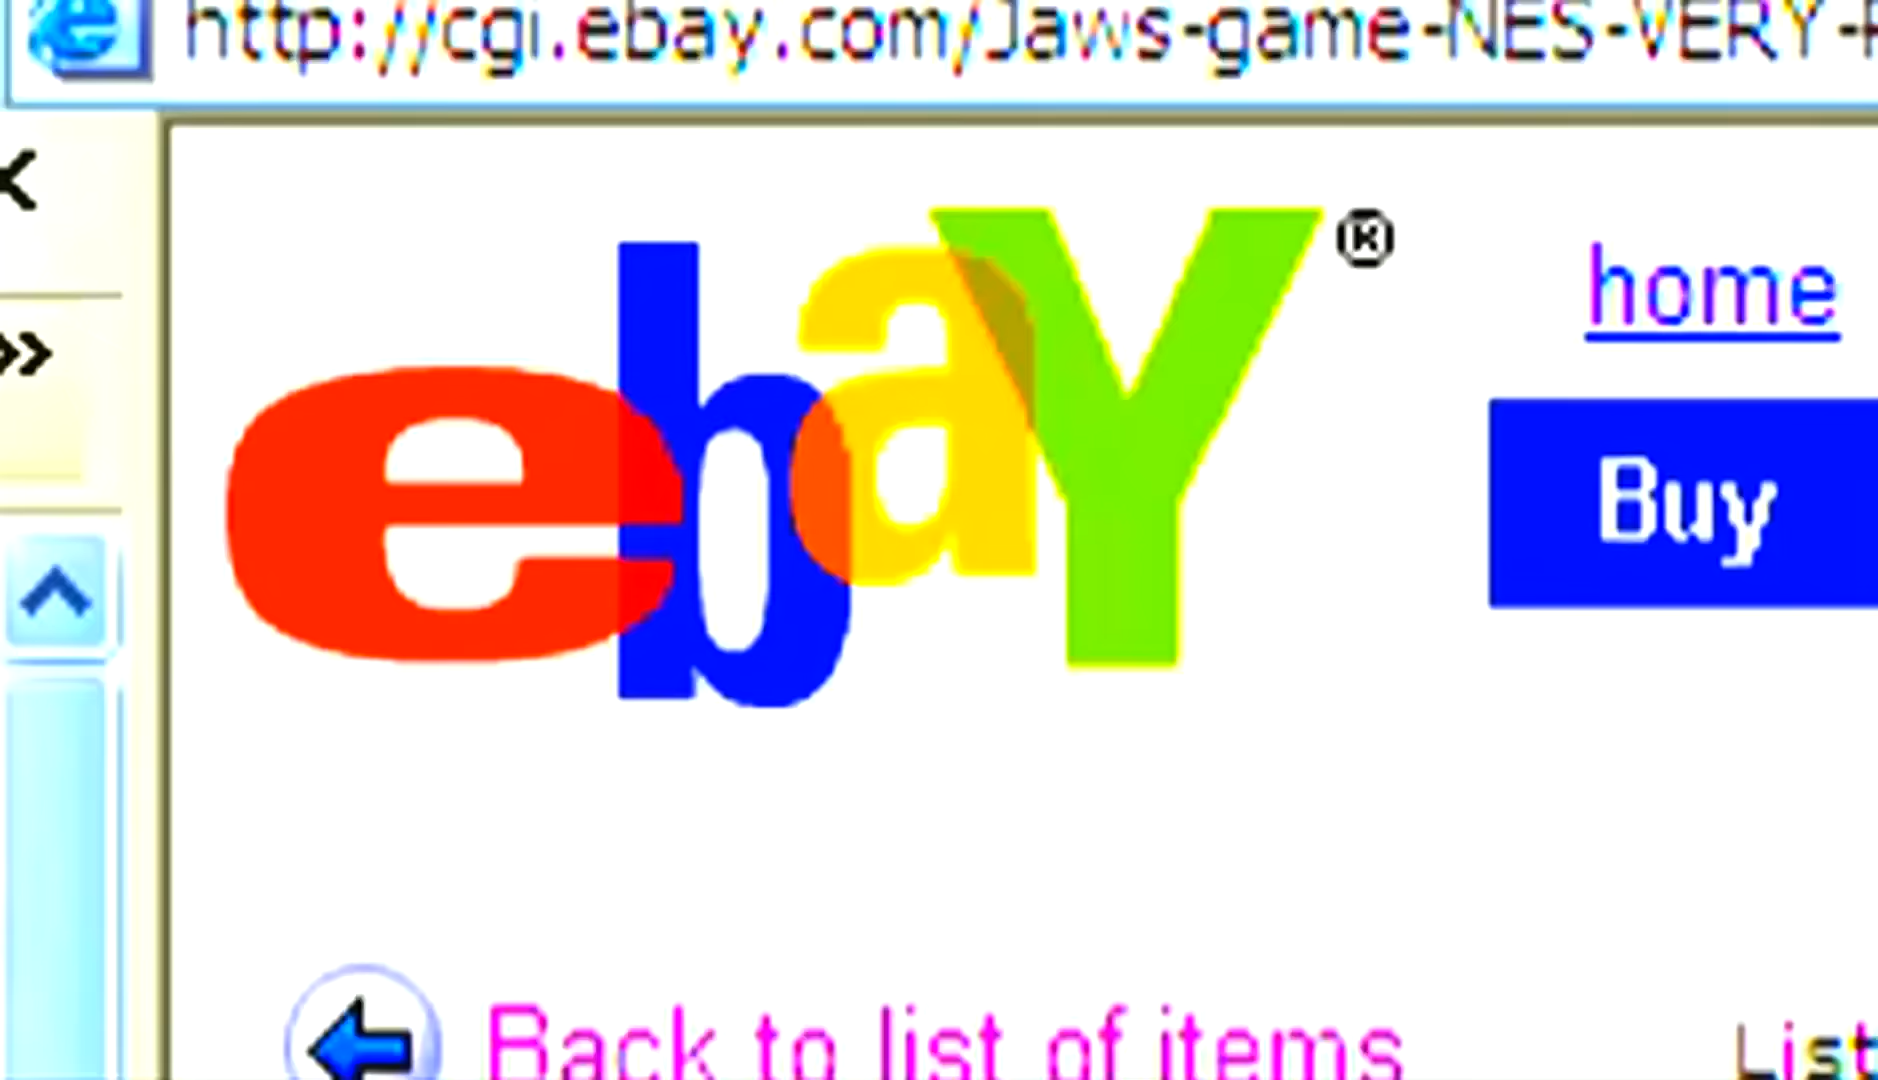 http://cgi.ebay.com/Jaws-game-NES-VERY-
ebaY®
home
Buy
Back to list of items
List